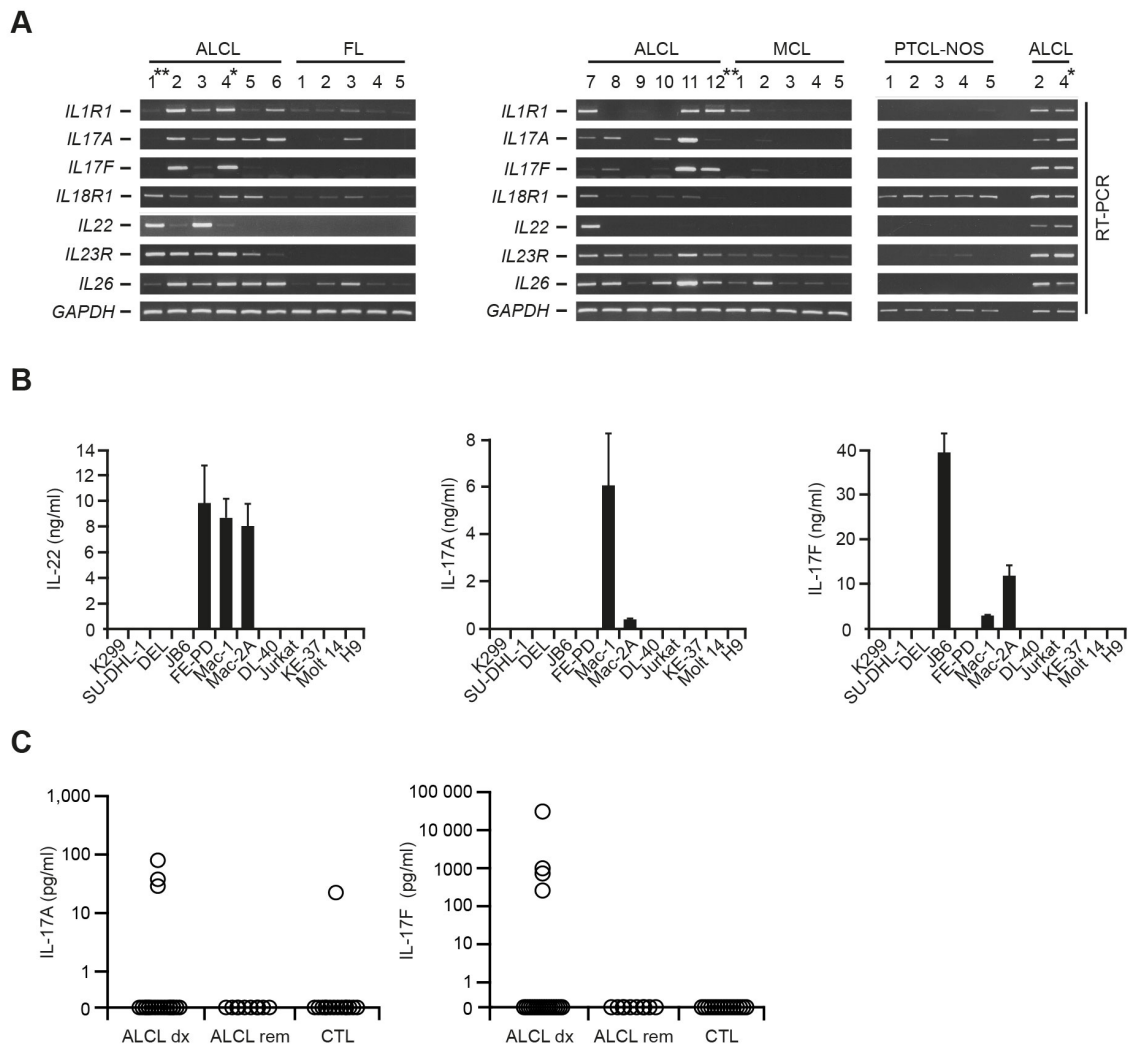 A
ALCL FL ALCL MCL PTCL-NOS ALCL
1** 2 3 4* 5 6 1 2 3 4 5 7 8 9 10 11 12** 1 2 3 4 5 1 2 3 4 5 2 4*
IL1R1 IL1R1
IL17A IL17A
IL17F IL17F
IL18R1 IL18R1
IL22 IL22
IL23R IL23R
IL26 IL26
GAPDH GAPDH
RT-PCR
B
IL-22 (ng/ml)
14
12
10
8
6
4
2
0
K299 SU-DHL-1 DEL JB6 FE-PD Mac-1 Mac-2A DL-40 Jurkat KE-37 Molt 14 H9
IL-17A (ng/ml)
8
6
4
2
0
K299 SU-DHL-1 DEL JB6 FE-PD Mac-1 Mac-2A DL-40 Jurkat KE-37 Molt 14 H9
IL-17F (ng/ml)
40
30
20
10
0
K299 SU-DHL-1 DEL JB6 FE-PD Mac-1 Mac-2A DL-40 Jurkat KE-37 Molt 14 H9
C
IL-17A (pg/ml)
1,000
100
10
1
0
ALCL dx ALCL rem CTL
IL-17F (pg/ml)
100 000
10 000
1000
100
10
1
0
ALCL dx ALCL rem CTL